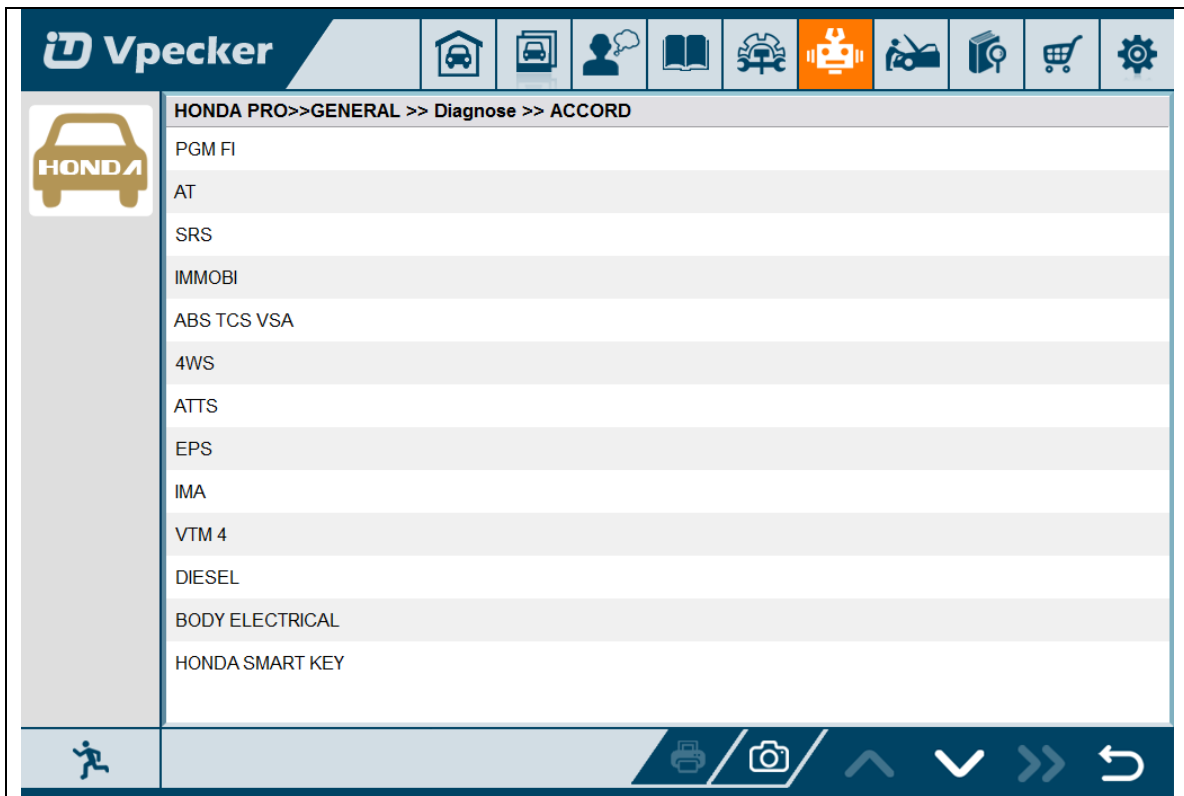 Vpecker
HONDA PRO>>GENERAL >> Diagnose >> ACCORD
HONDA
PGM FI
AT
SRS
IMMOBI
ABS TCS VSA
4WS
ATTS
EPS
IMA
VTM 4
DIESEL
BODY ELECTRICAL
HONDA SMART KEY